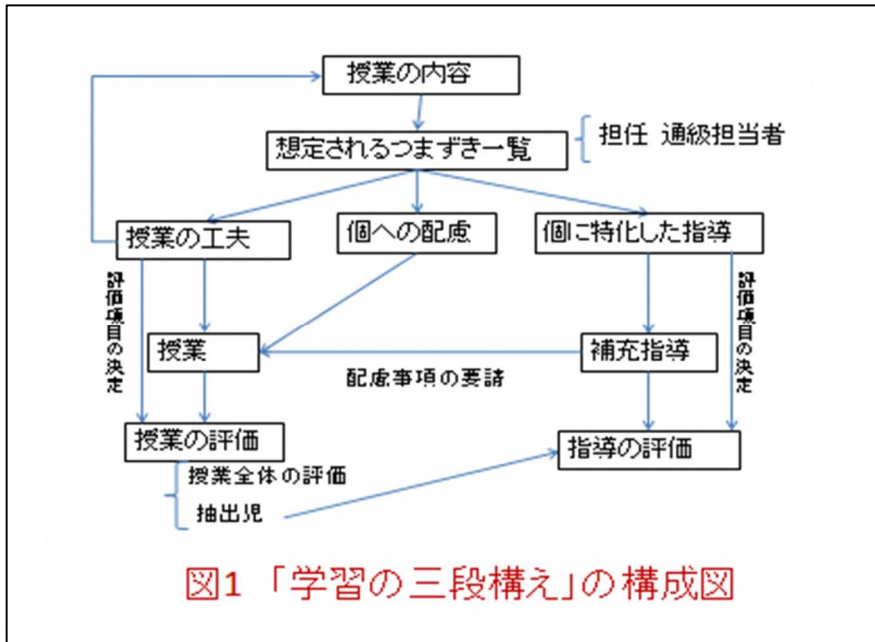 授業の内容
想定されるつまずき一覧
担任 通級担当者
授業の工夫
個への配慮
個に特化した指導
評価項目の決定
授業
配慮事項の要請
補充指導
評価項目の決定
授業の評価
指導の評価
授業全体の評価
抽出児
図1 「学習の三段構え」の構成図